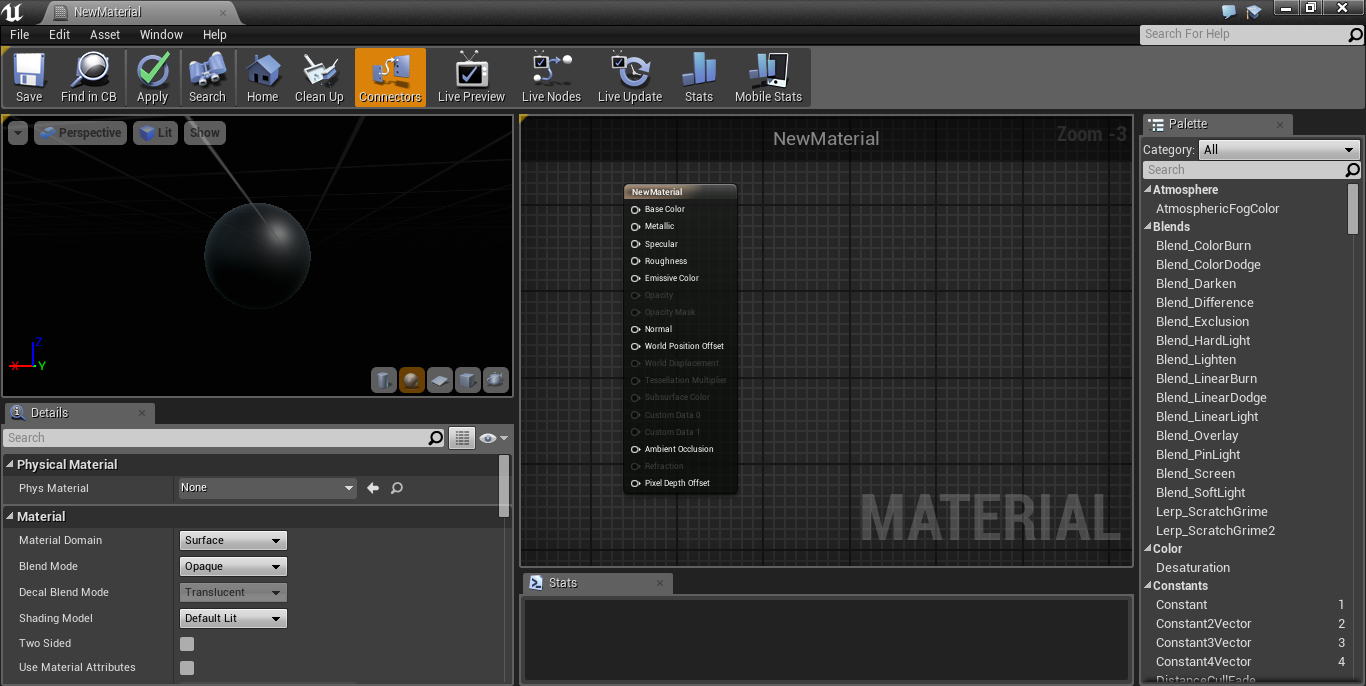 NewMaterial
File Edit Asset Window Help
Search For Help
Save Find in CB Apply Search Home Clean Up Connectors Live Preview Live Nodes Live Update Stats Mobile Stats
Perspective Lit Show
Z
X Y
Details
Search
Physical Material
Phys Material None
Material
Material Domain Surface
Blend Mode Opaque
Decal Blend Mode Translucent
Shading Model Default Lit
Two Sided
Use Material Attributes
NewMaterial
Zoom -3
NewMaterial
Base Color
Metallic
Specular
Roughness
Emissive Color
Opacity
Opacity Mask
Normal
World Position Offset
World Displacement
Tessellation Multiplier
Subsurface Color
Custom Data 0
Custom Data 1
Ambient Occlusion
Refraction
Pixel Depth Offset
MATERIAL
Stats
Palette
Category: All
Search
Atmosphere
AtmosphericFogColor
Blends
Blend_ColorBurn
Blend_ColorDodge
Blend_Darken
Blend_Difference
Blend_Exclusion
Blend_HardLight
Blend_Lighten
Blend_LinearBurn
Blend_LinearDodge
Blend_LinearLight
Blend_Overlay
Blend_PinLight
Blend_Screen
Blend_SoftLight
Lerp_ScratchGrime
Lerp_ScratchGrime2
Color
Desaturation
Constants
Constant 1
Constant2Vector 2
Constant3Vector 3
Constant4Vector 4
DistanceCullFade